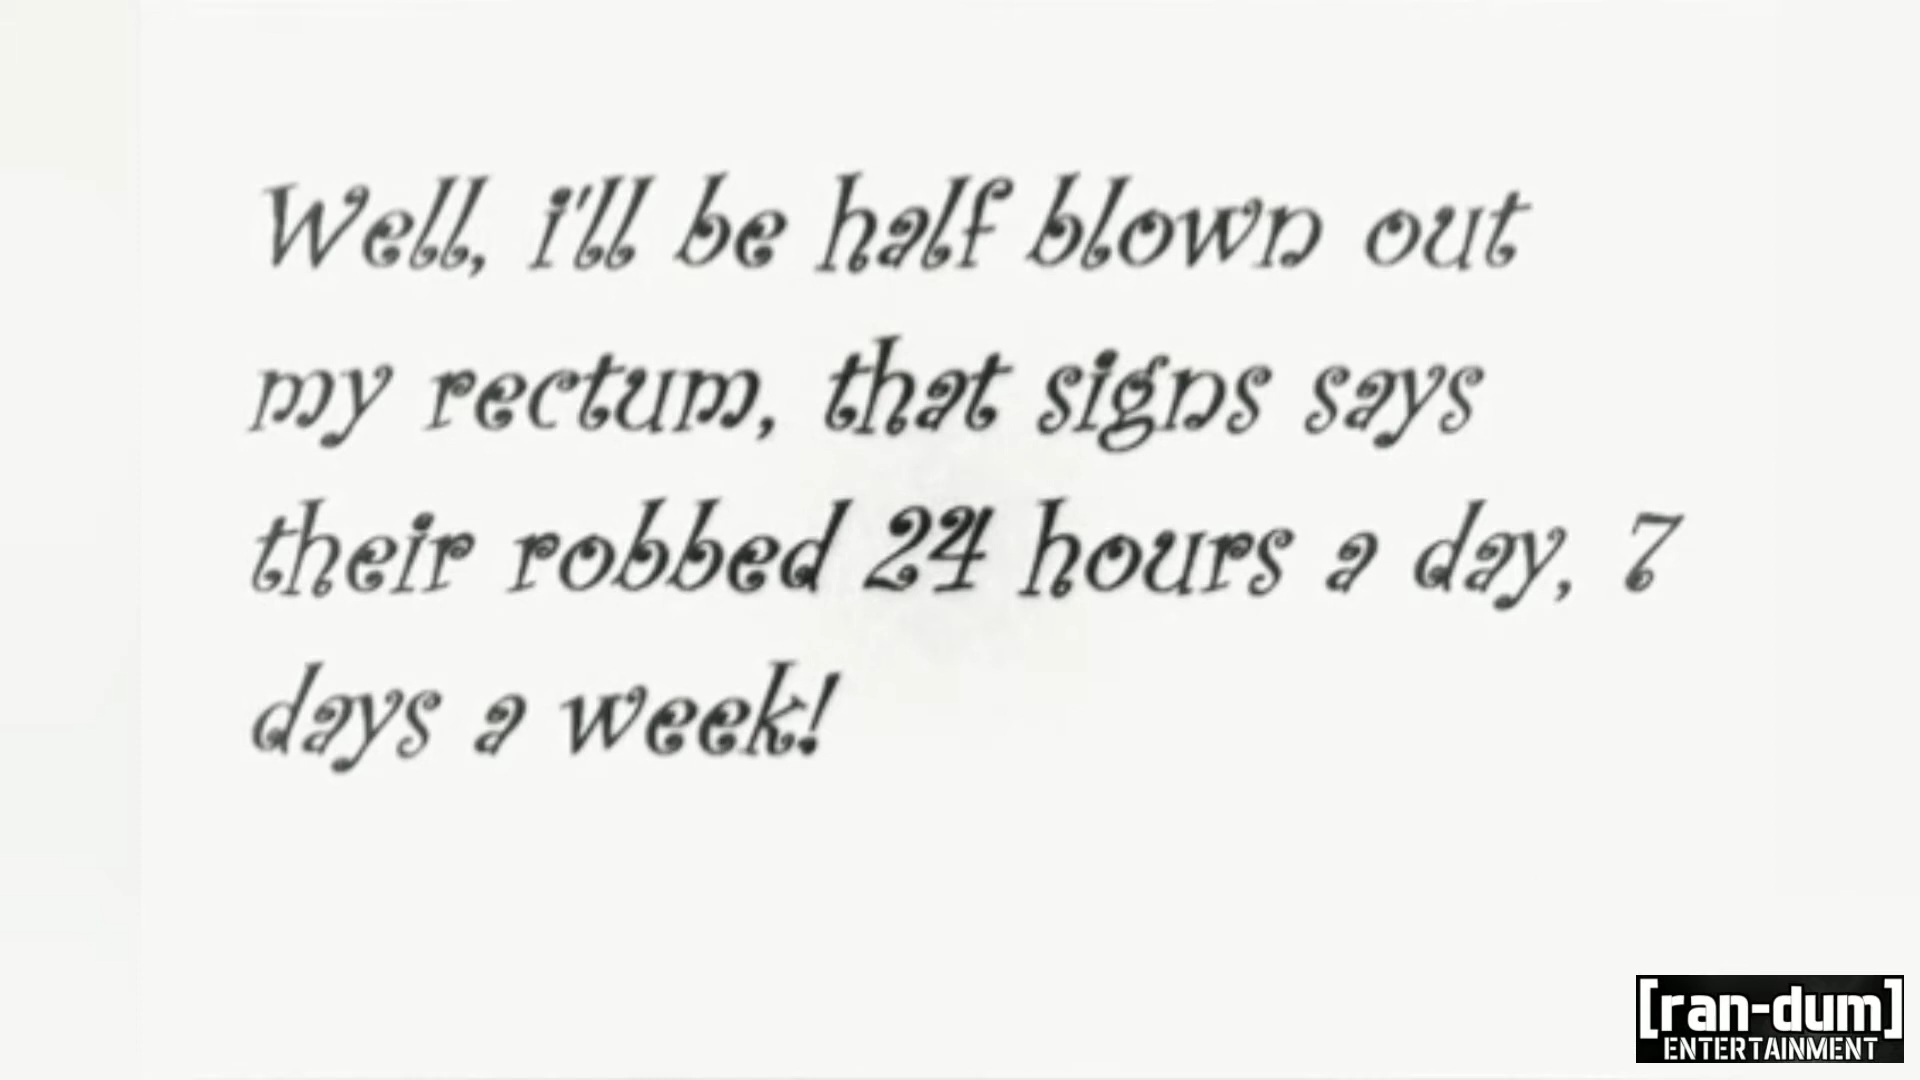 Well, i'll be half blown out
my rectum, that signs says
their robbed 24 hours a day, 7
days a week!
[ran-dum]
ENTERTAINMENT